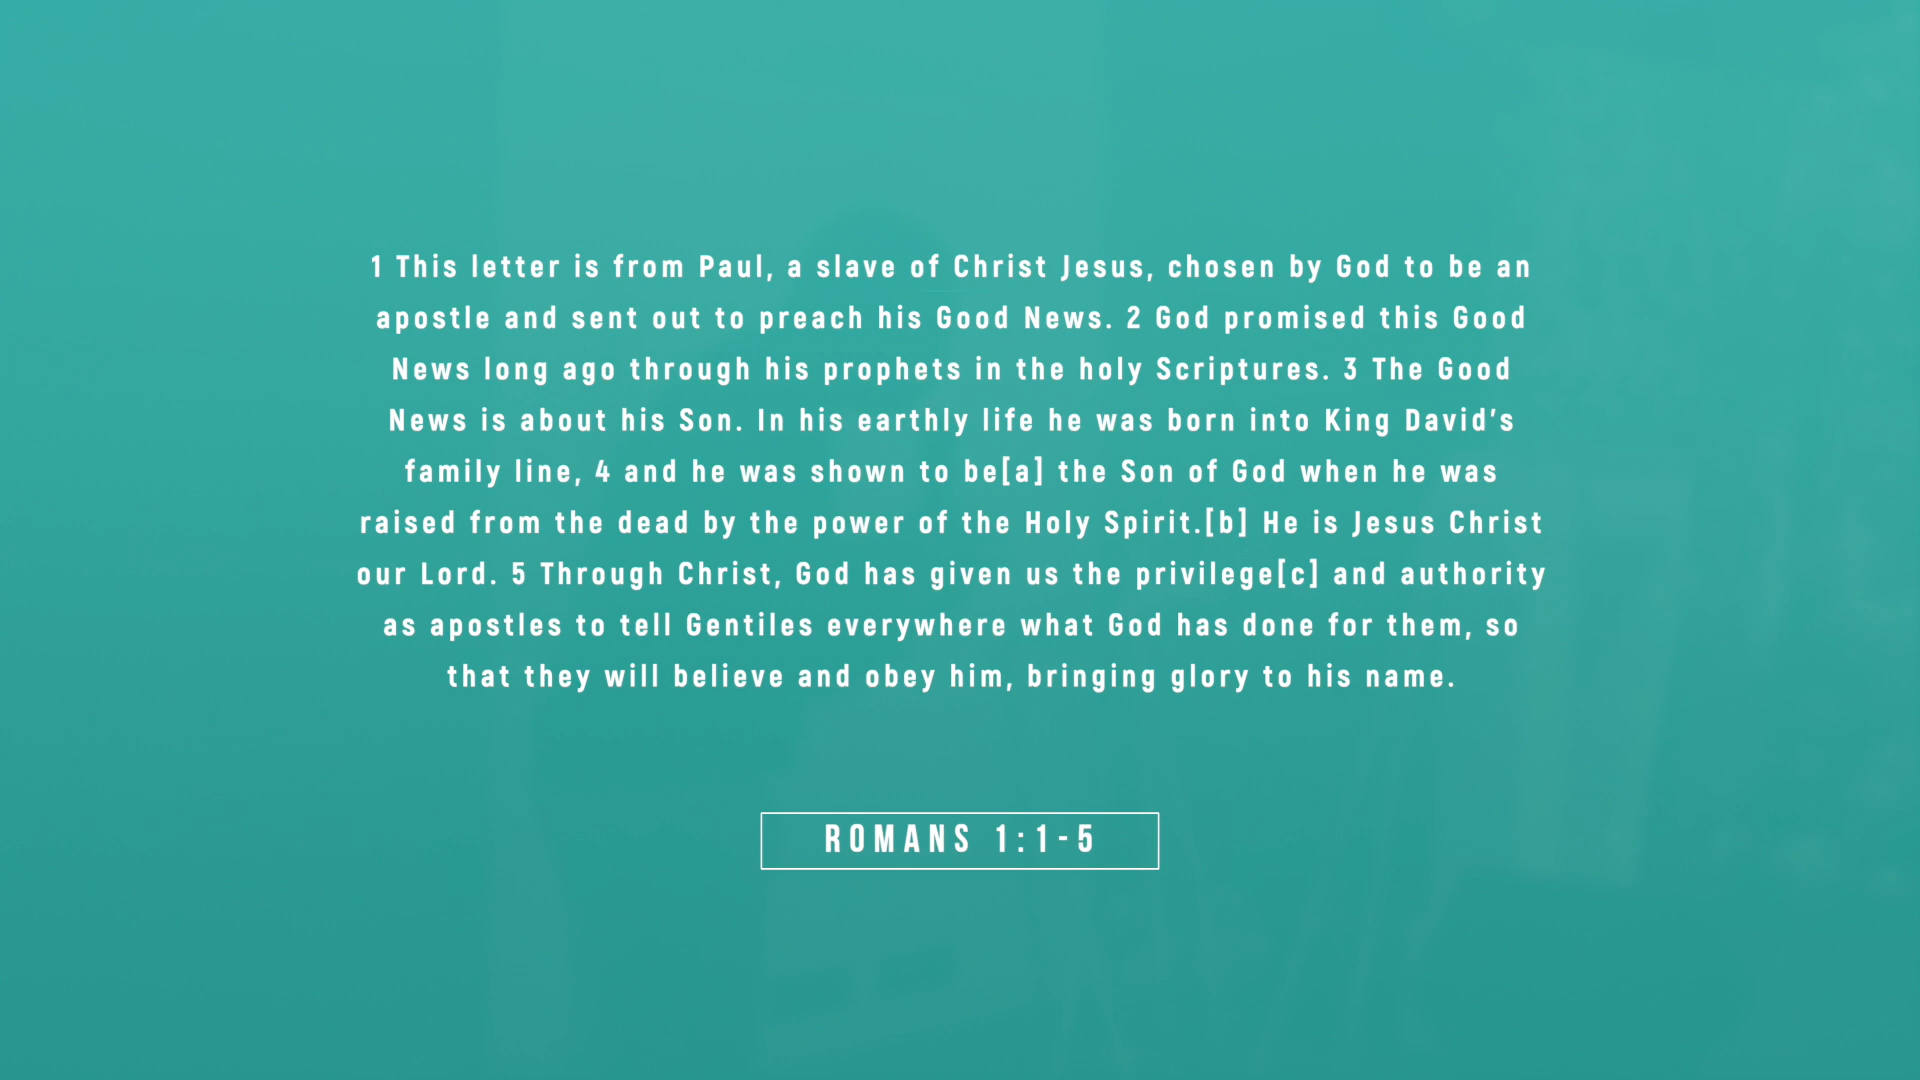 1 This letter is from Paul, a slave of Christ Jesus, chosen by God to be an
apostle and sent out to preach his Good News. 2 God promised this Good
News long ago through his prophets in the holy Scriptures. 3 The Good
News is about his Son. In his earthly life he was born into King David’s
family line, 4 and he was shown to be[a] the Son of God when he was
raised from the dead by the power of the Holy Spirit.[b] He is Jesus Christ
our Lord. 5 Through Christ, God has given us the privilege[c] and authority
as apostles to tell Gentiles everywhere what God has done for them, so
that they will believe and obey him, bringing glory to his name.
ROMANS 1:1-5